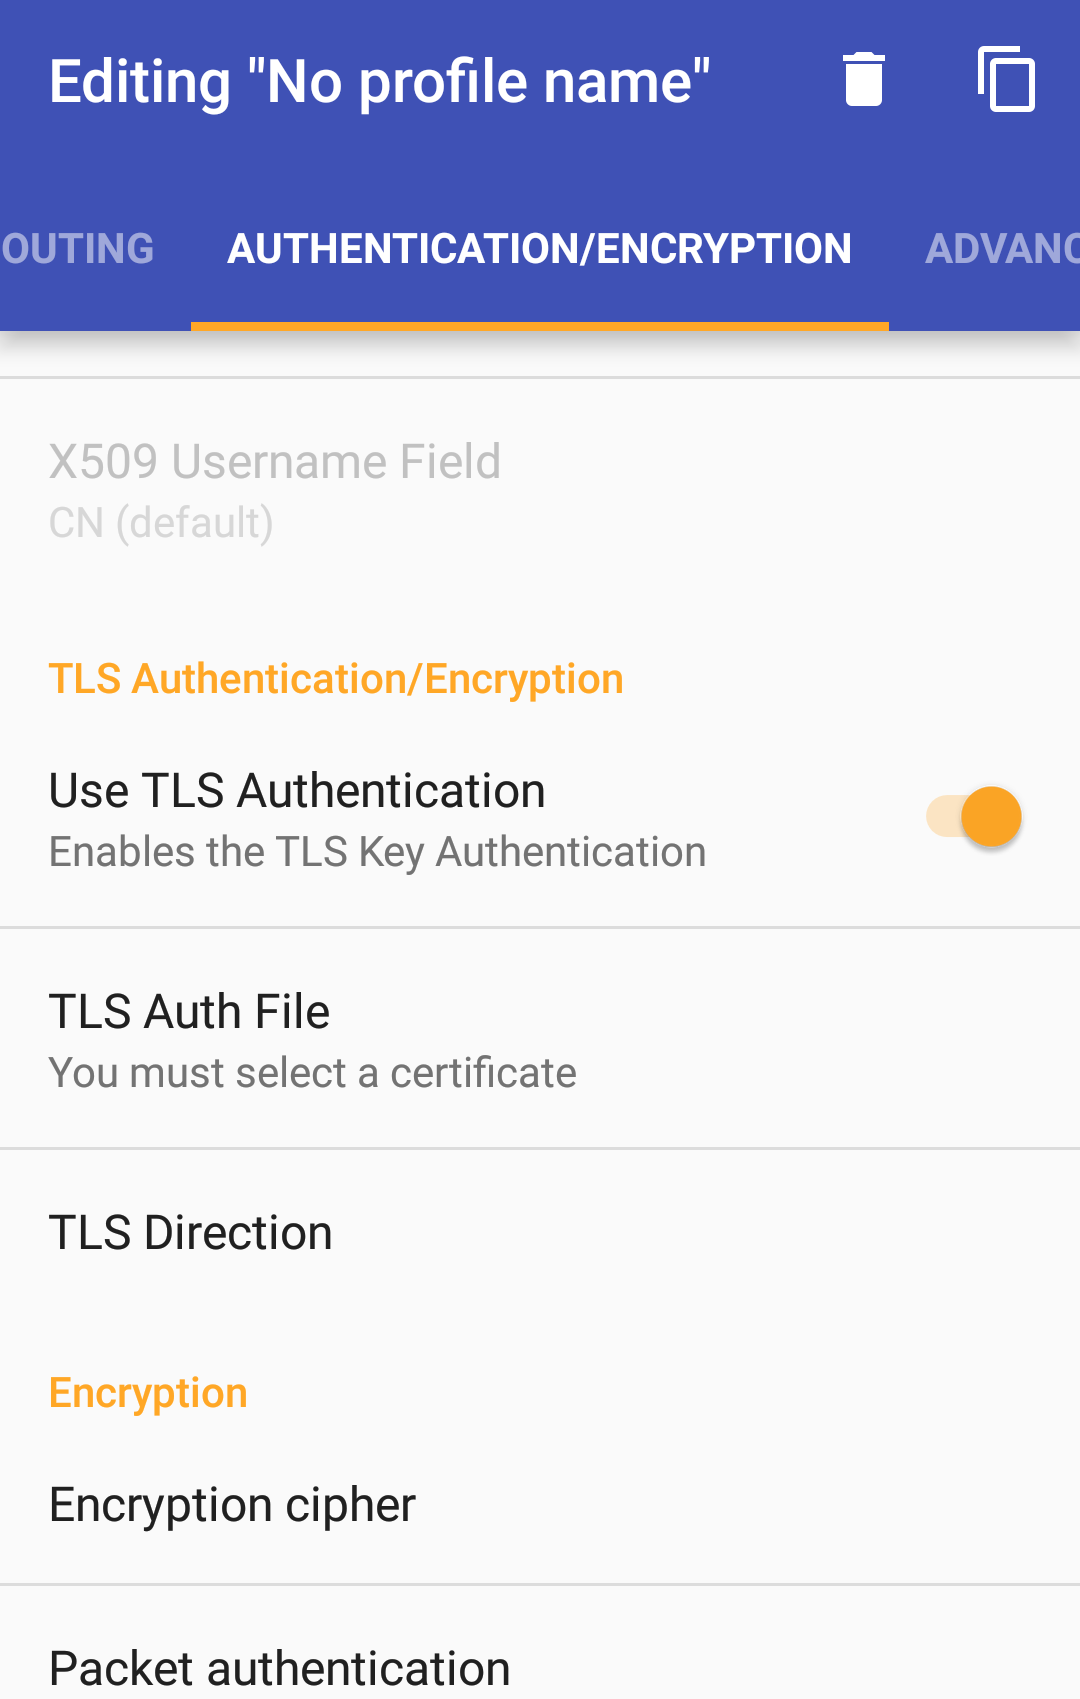 Editing "No profile name"
OUTING AUTHENTICATION/ENCRYPTION ADVANC
X509 Username Field
CN (default)
TLS Authentication/Encryption
Use TLS Authentication
Enables the TLS Key Authentication
TLS Auth File
You must select a certificate
TLS Direction
Encryption
Encryption cipher
Packet authentication